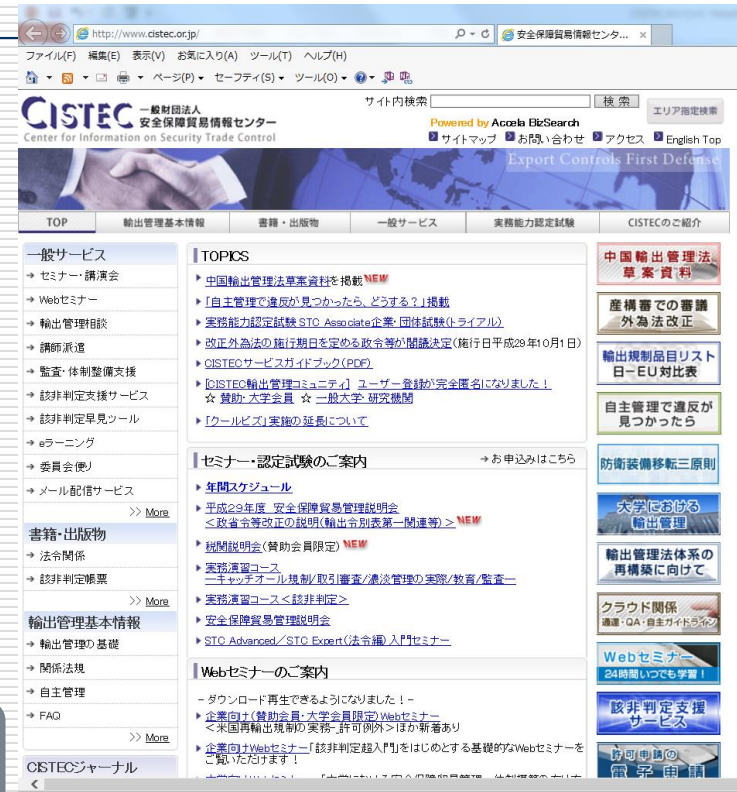 http://www.cistec.or.jp/
安全保障貿易情報センタ...
ファイル(F) 編集(E) 表示(V) お気に入り(A) ツール(T) ヘルプ(H)
ページ(P) セーフティ(S) ツール(O)
CISTEC 一般財団法人
安全保障貿易情報センター
Center for Information on Security Trade Control
サイト内検索 検索 エリア指定検索
Powered by Accela BizSearch
サイトマップ お問い合わせ アクセス English Top
Export Controls First Defense
TOP 輸出管理基本情報 書籍・出版物 一般サービス 実務能力認定試験 CISTECのご紹介
一般サービス
→ セミナー・講演会
→ Webセミナー
→ 輸出管理相談
→ 講師派遣
→ 監査・体制整備支援
→ 該非判定支援サービス
→ 該非判定早見ツール
→ eラーニング
→ 委員会便り
→ メール配信サービス
>> More
書籍・出版物
→ 法令関係
→ 該非判定帳票
>> More
輸出管理基本情報
→ 輸出管理の基礎
→ 関係法規
→ 自主管理
→ FAQ
>> More
CISTECジャーナル
TOPICS
中国輸出管理法草案資料を掲載NEW
「自主管理で違反が見つかったら、どうする?」掲載
実務能力認定試験 STC Associate企業・団体試験(トライアル)
改正外為法の施行期日を定める政令等が閣議決定(施行日平成29年10月1日)
CISTECサービスガイドブック(PDF)
[CISTEC輸出管理コミュニティ] ユーザー登録が完全匿名になりました!
☆ 賛助・大学会員 ☆ 一般大学・研究機関
「クールビズ」実施の延長について
セミナー・認定試験のご案内 →お申込みはこちら
年間スケジュール
平成29年度 安全保障貿易管理説明会
<政省令等改正の説明(輸出令別表第一関連等)>NEW
税関説明会(賛助会員限定)NEW
実務演習コース
―キャッチオール規制/取引審査/濃淡管理の実際/教育/監査―
実務演習コース<該非判定>
安全保障貿易管理説明会
STC Advanced/STC Expert(法令編)入門セミナー
Webセミナーのご案内
- ダウンロード再生できるようになりました! -
企業向け(賛助会員・大学会員限定)Webセミナー
<米国再輸出規制の実務-許可例外>ほか新着あり
企業向けWebセミナー「該非判定超入門」をはじめとする基礎的なWebセミナーを
ご覧いただけます!
中国輸出管理法
草案資料
産構審での審議
外為法改正
輸出規制品目リスト
日-EU対比表
自主管理で違反が
見つかったら
防衛装備移転三原則
大学における
輸出管理
輸出管理法体系の
再構築に向けて
クラウド関係
通達・QA・自主ガイドライン
Webセミナー
24時間いつでも学習!
該非判定支援
サービス
許可申請の
電子申請